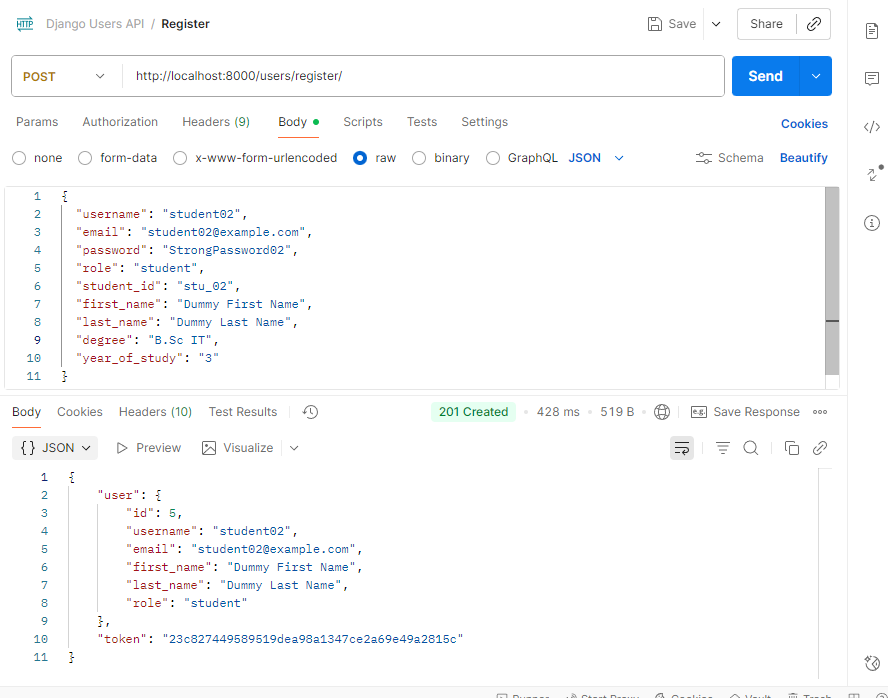 HTTP Django Users API / Register Save Share
POST http://localhost:8000/users/register/ Send
Params Authorization Headers (9) Body Scripts Tests Settings Cookies
none form-data x-www-form-urlencoded raw binary GraphQL JSON Schema Beautify
1 {
2 "username": "student02",
3 "email": "student02@example.com",
4 "password": "StrongPassword02",
5 "role": "student",
6 "student_id": "stu_02",
7 "first_name": "Dummy First Name",
8 "last_name": "Dummy Last Name",
9 "degree": "B.Sc IT",
10 "year_of_study": "3"
11 }
Body Cookies Headers (10) Test Results 201 Created 428 ms 519 B e.g. Save Response
{} JSON Preview Visualize
1 {
2 "user": {
3 "id": 5,
4 "username": "student02",
5 "email": "student02@example.com",
6 "first_name": "Dummy First Name",
7 "last_name": "Dummy Last Name",
8 "role": "student"
9 },
10 "token": "23c827449589519dea98a1347ce2a69e49a2815c"
11 }
Runner Start Proxy Cookies Vault Trash